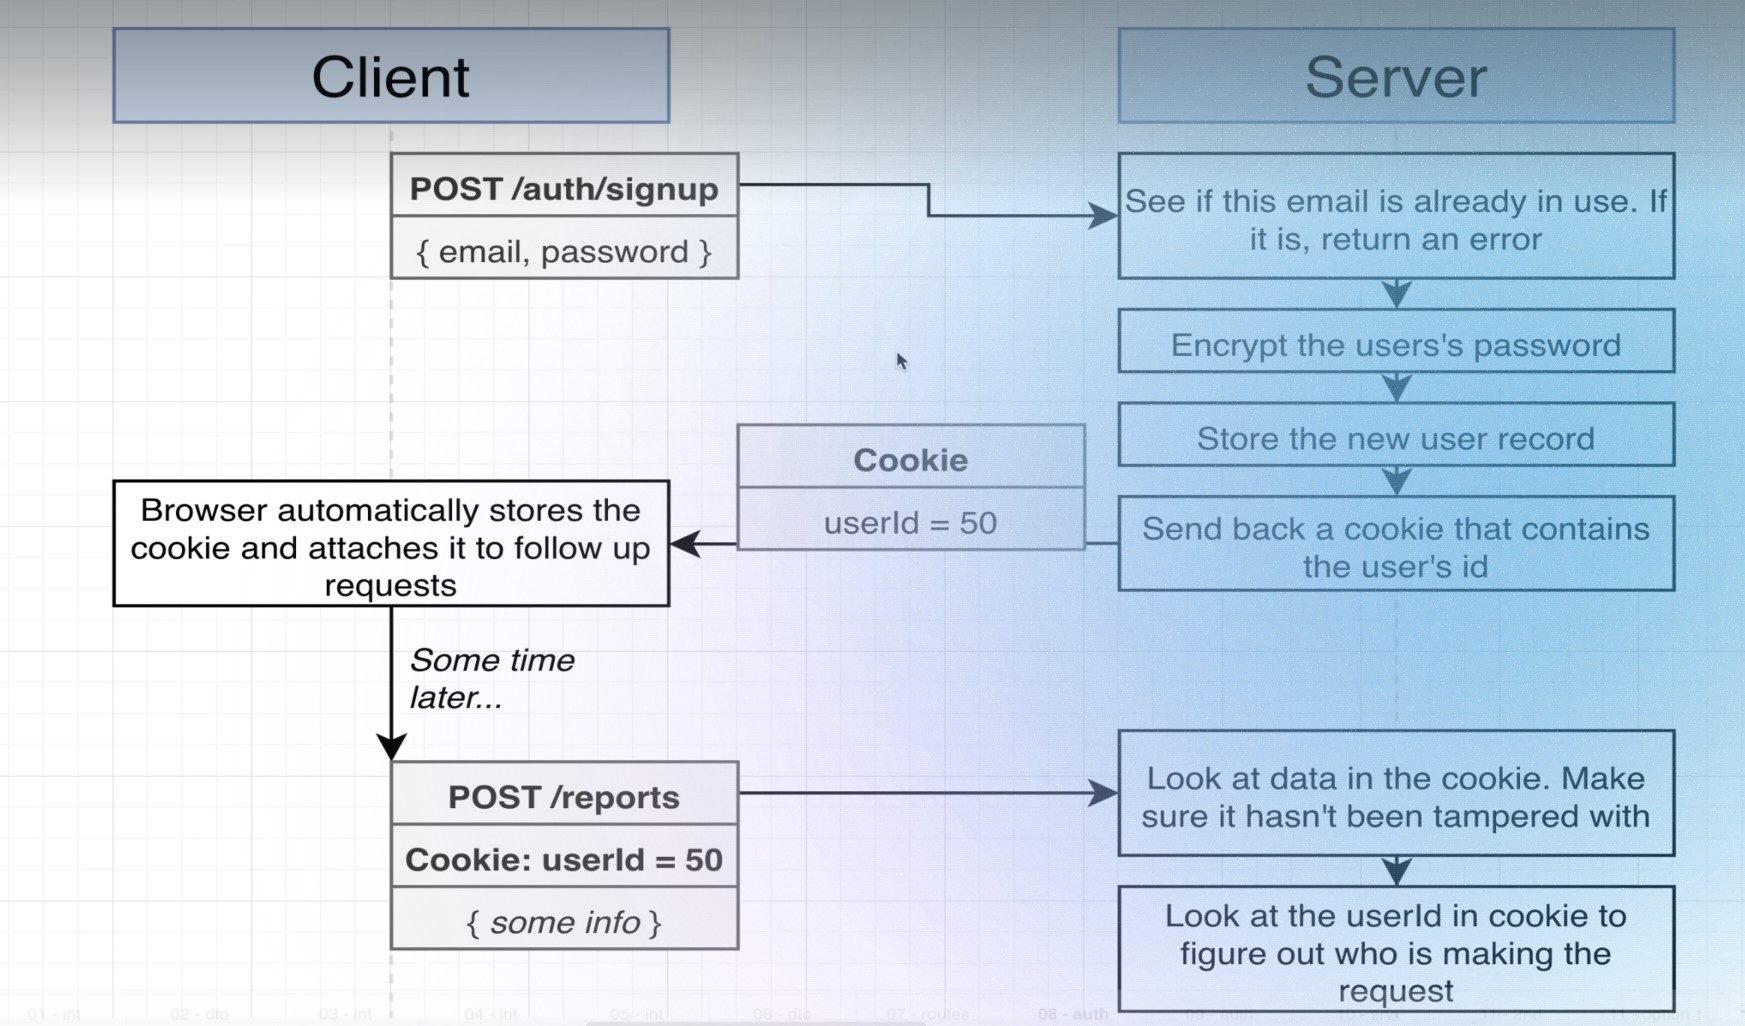 Client
Server
POST /auth/signup
{ email, password }
See if this email is already in use. If
it is, return an error
Encrypt the users's password
Store the new user record
Cookie
userId = 50
Send back a cookie that contains
the user's id
Browser automatically stores the
cookie and attaches it to follow up
requests
Some time
later...
POST /reports
Cookie: userId = 50
{ some info }
Look at data in the cookie. Make
sure it hasn't been tampered with
Look at the userId in cookie to
figure out who is making the
request
01 - int
02 - dto
03 - int
04 - int
05 - int
06 - dto
07 - routes
08 - auth
09 - auth